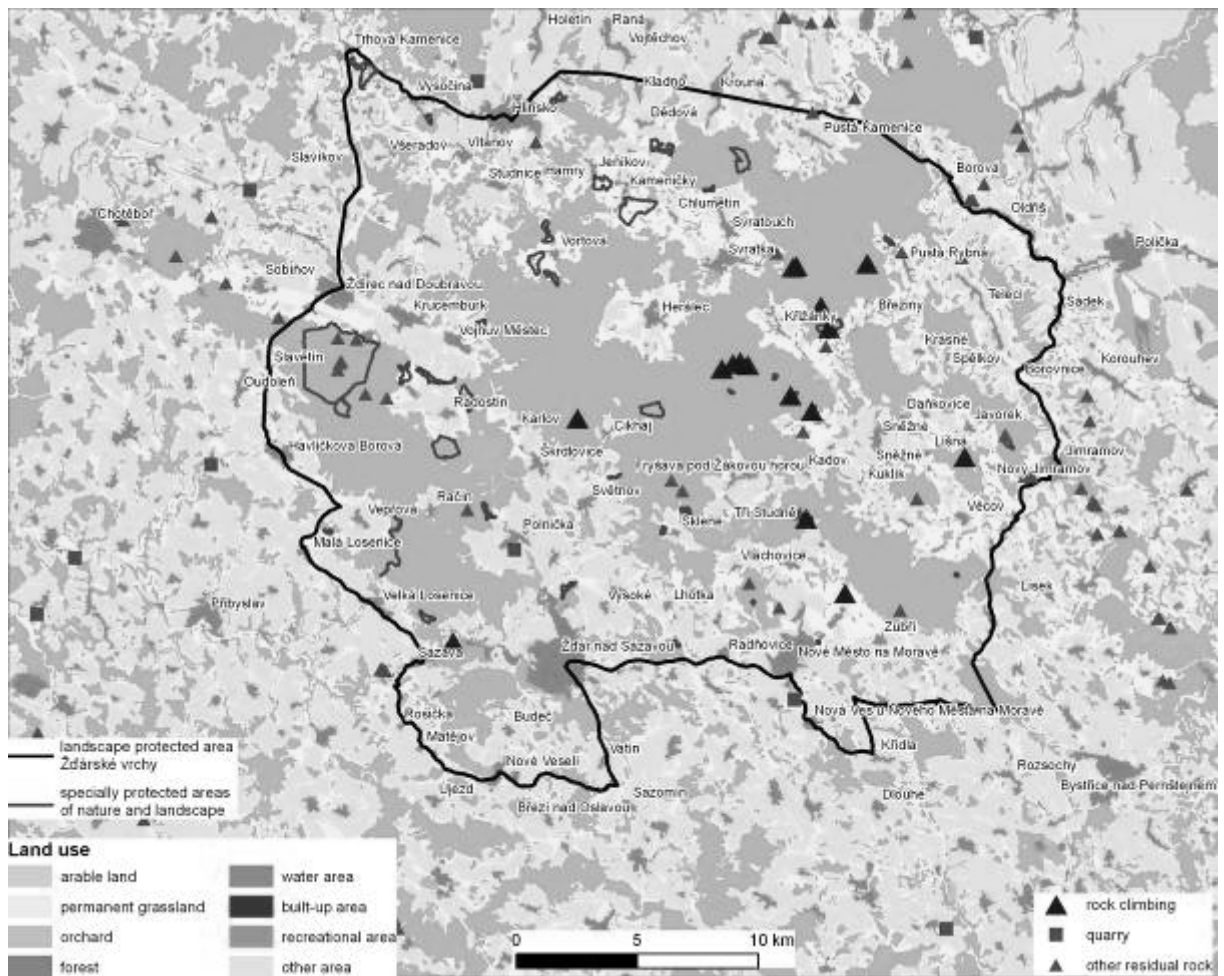 Holetín
Raná
Vojtěchov
Trhová Kamenice
Vysočina
Kladno
Krouna
Hlinsko
Dědová
Pustá Kamenice
Všeradov
Vítanov
Slavíkov
Studnice
hamry
Jeníkov
Kameničky
Borová
Chlumětín
Oldřiš
Chotěboř
Svratouch
Vortová
Svratka
Pustá Rybná
Polička
Sobíňov
Ždírec nad Doubravou
Telecí
Krucemburk
Herálec
Březiny
Sádek
Vojnův Městec
Křižánky
Krásné
Slavětín
Spělkov
Korouhev
Oudoleň
Borovnice
Radostín
Daňkovice
Karlov
Javorek
Cikháj
Sněžné
Líšná
Havlíčkova Borová
Škrdlovice
Sněžné
Jimramov
tryšava pod Žákovou horou
Kadov
Kuklík
Nový Jimramov
Račín
Světnov
Věcov
Vepřová
Polnička
Sklené
Tři Studně
Malá Losenice
Vlachovice
Lísek
Velká Losenice
Vysoké
Lhotka
Přibyslav
Zubří
Sázava
Žďár nad Sázavou
Radňovice
Nové Město na Moravě
Rosička
Budeč
Nová Ves u Nového Města na Moravě
Matějov
Vatín
Křídla
Nové Veselí
Rozsochy
Újezd
Sazomín
Bystřice nad Pernštejnem
Březí nad Oslavou
Dlouhé
landscape protected area
Žďárské vrchy
specially protected areas
of nature and landscape
Land use
arable land
permanent grassland
orchard
forest
water area
built-up area
recreational area
other area
0 5 10 km
rock climbing
quarry
other residual rock